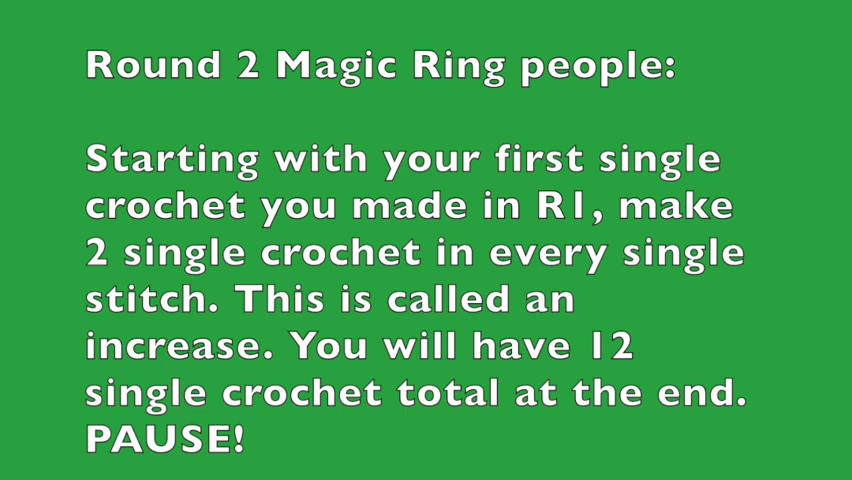 Round 2 Magic Ring people:
Starting with your first single
crochet you made in R1, make
2 single crochet in every single
stitch. This is called an
increase. You will have 12
single crochet total at the end.
PAUSE!